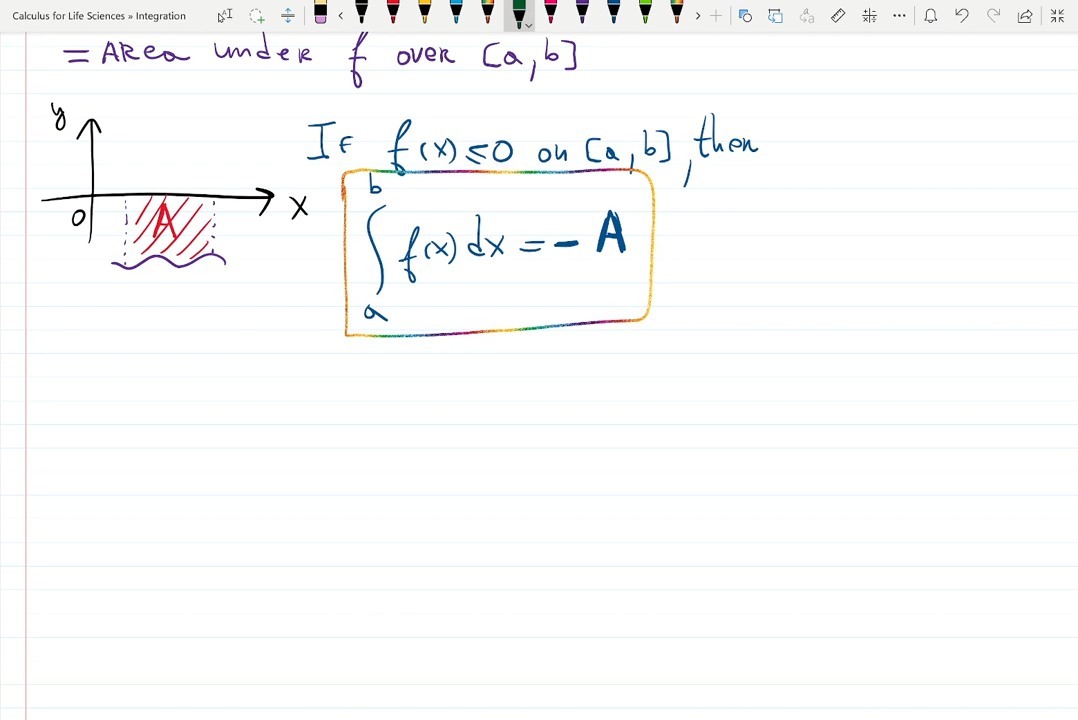 Calculus for Life Sciences » Integration
= Area under f over [a, b]
y
If f(x) ≤ 0 on [a, b], then
0 A x
b
∫ f(x) dx = - A
a